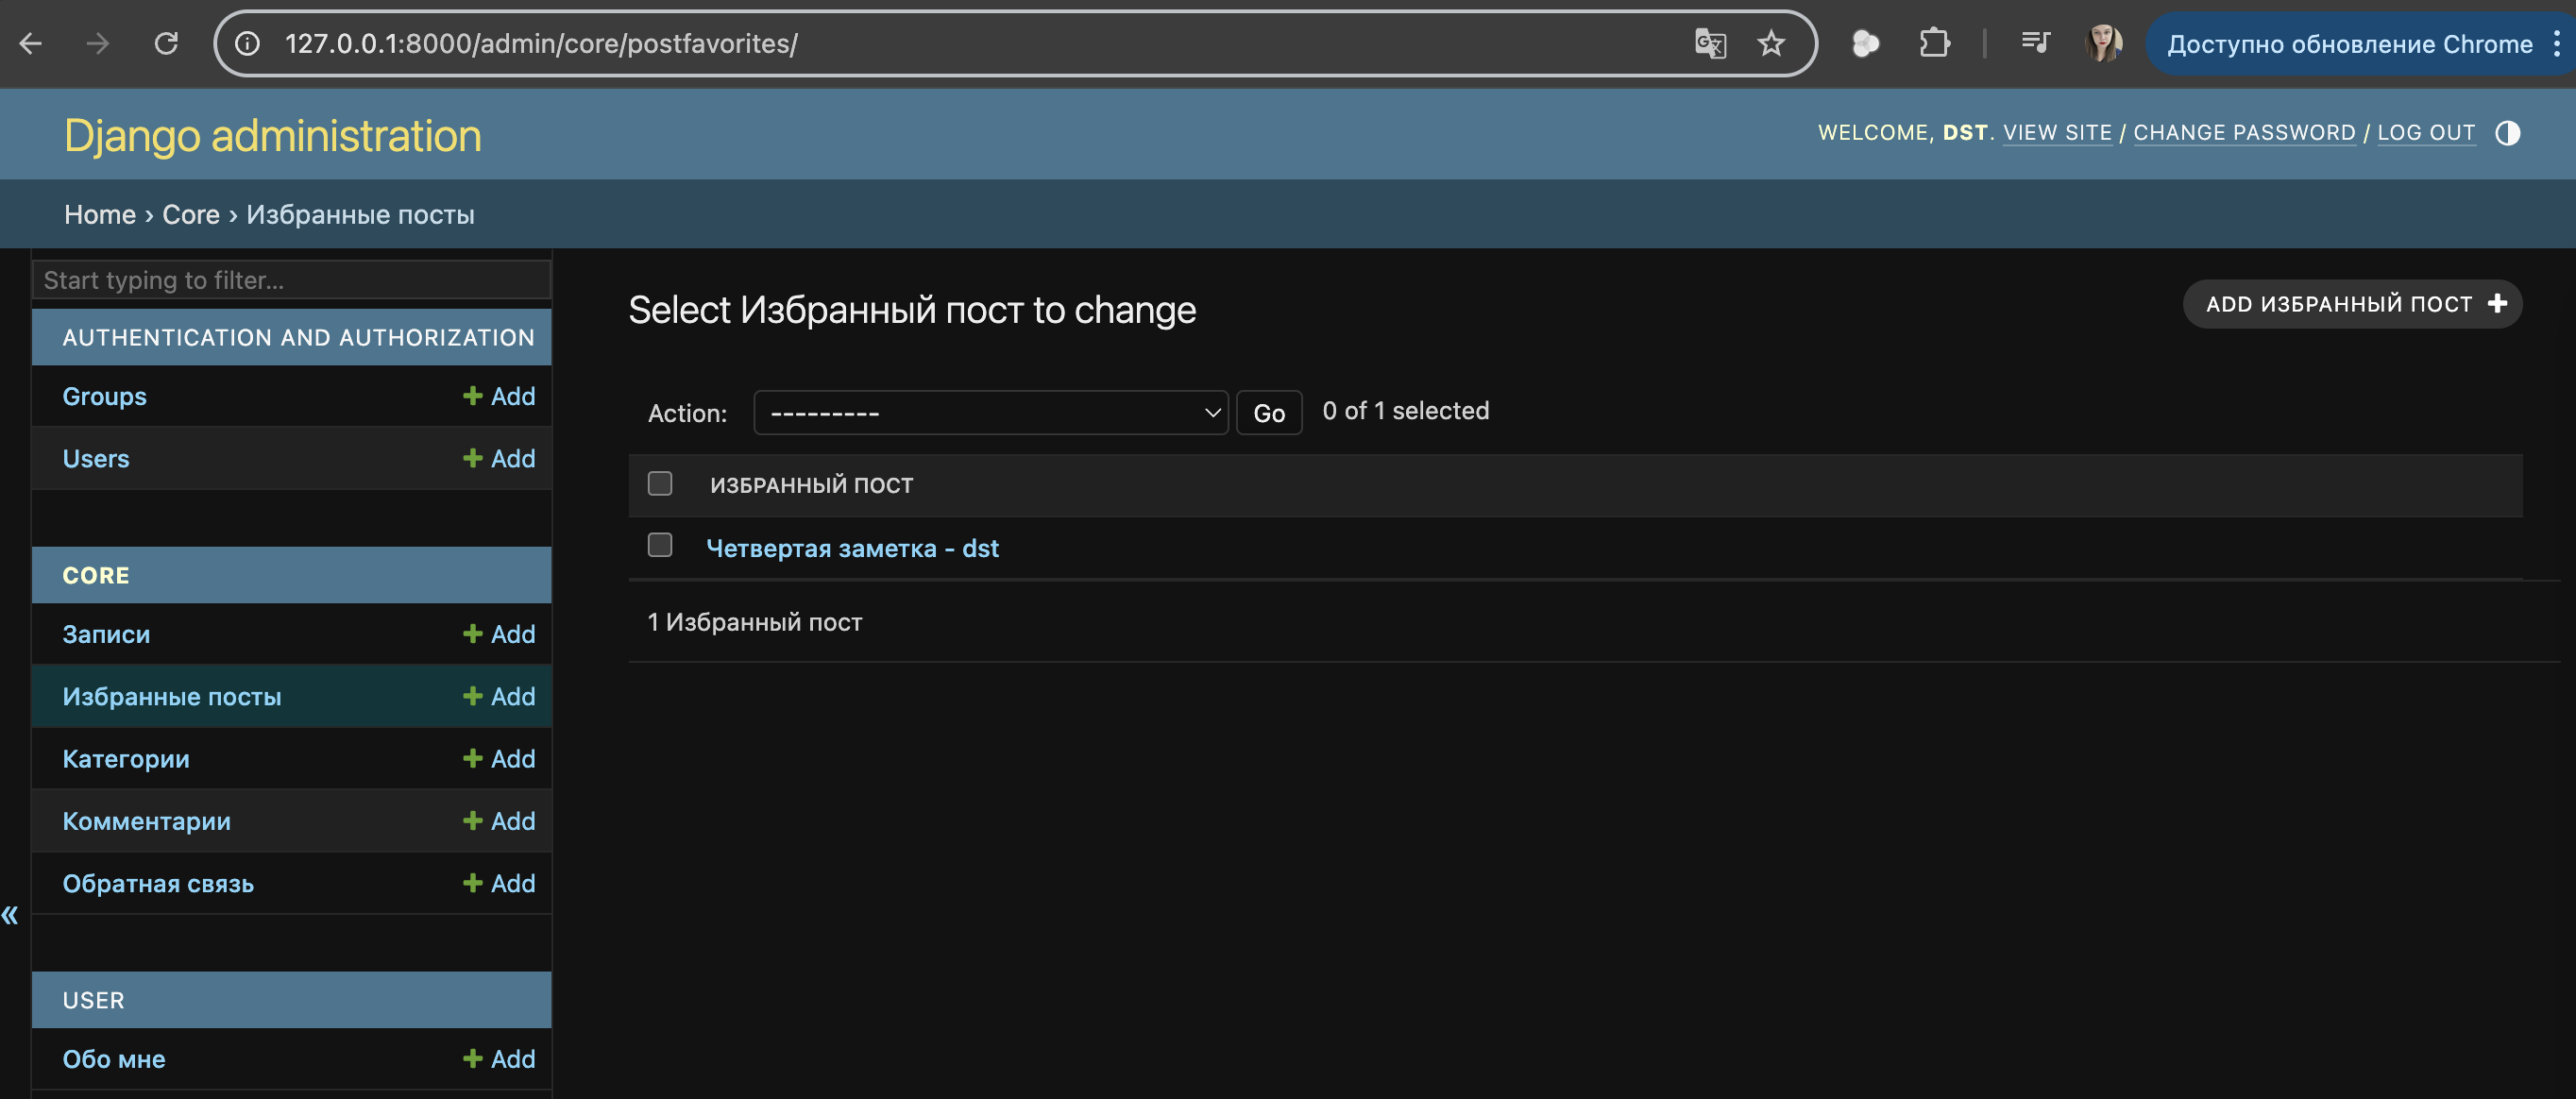 127.0.0.1:8000/admin/core/postfavorites/
Доступно обновление Chrome
Django administration
WELCOME, DST. VIEW SITE / CHANGE PASSWORD / LOG OUT
Home › Core › Избранные посты
Start typing to filter...
AUTHENTICATION AND AUTHORIZATION
Groups + Add
Users + Add
CORE
Записи + Add
Избранные посты + Add
Категории + Add
Комментарии + Add
Обратная связь + Add
«
USER
Обо мне + Add
Select Избранный пост to change
ADD ИЗБРАННЫЙ ПОСТ +
Action: --------- Go 0 of 1 selected
ИЗБРАННЫЙ ПОСТ
Четвертая заметка - dst
1 Избранный пост